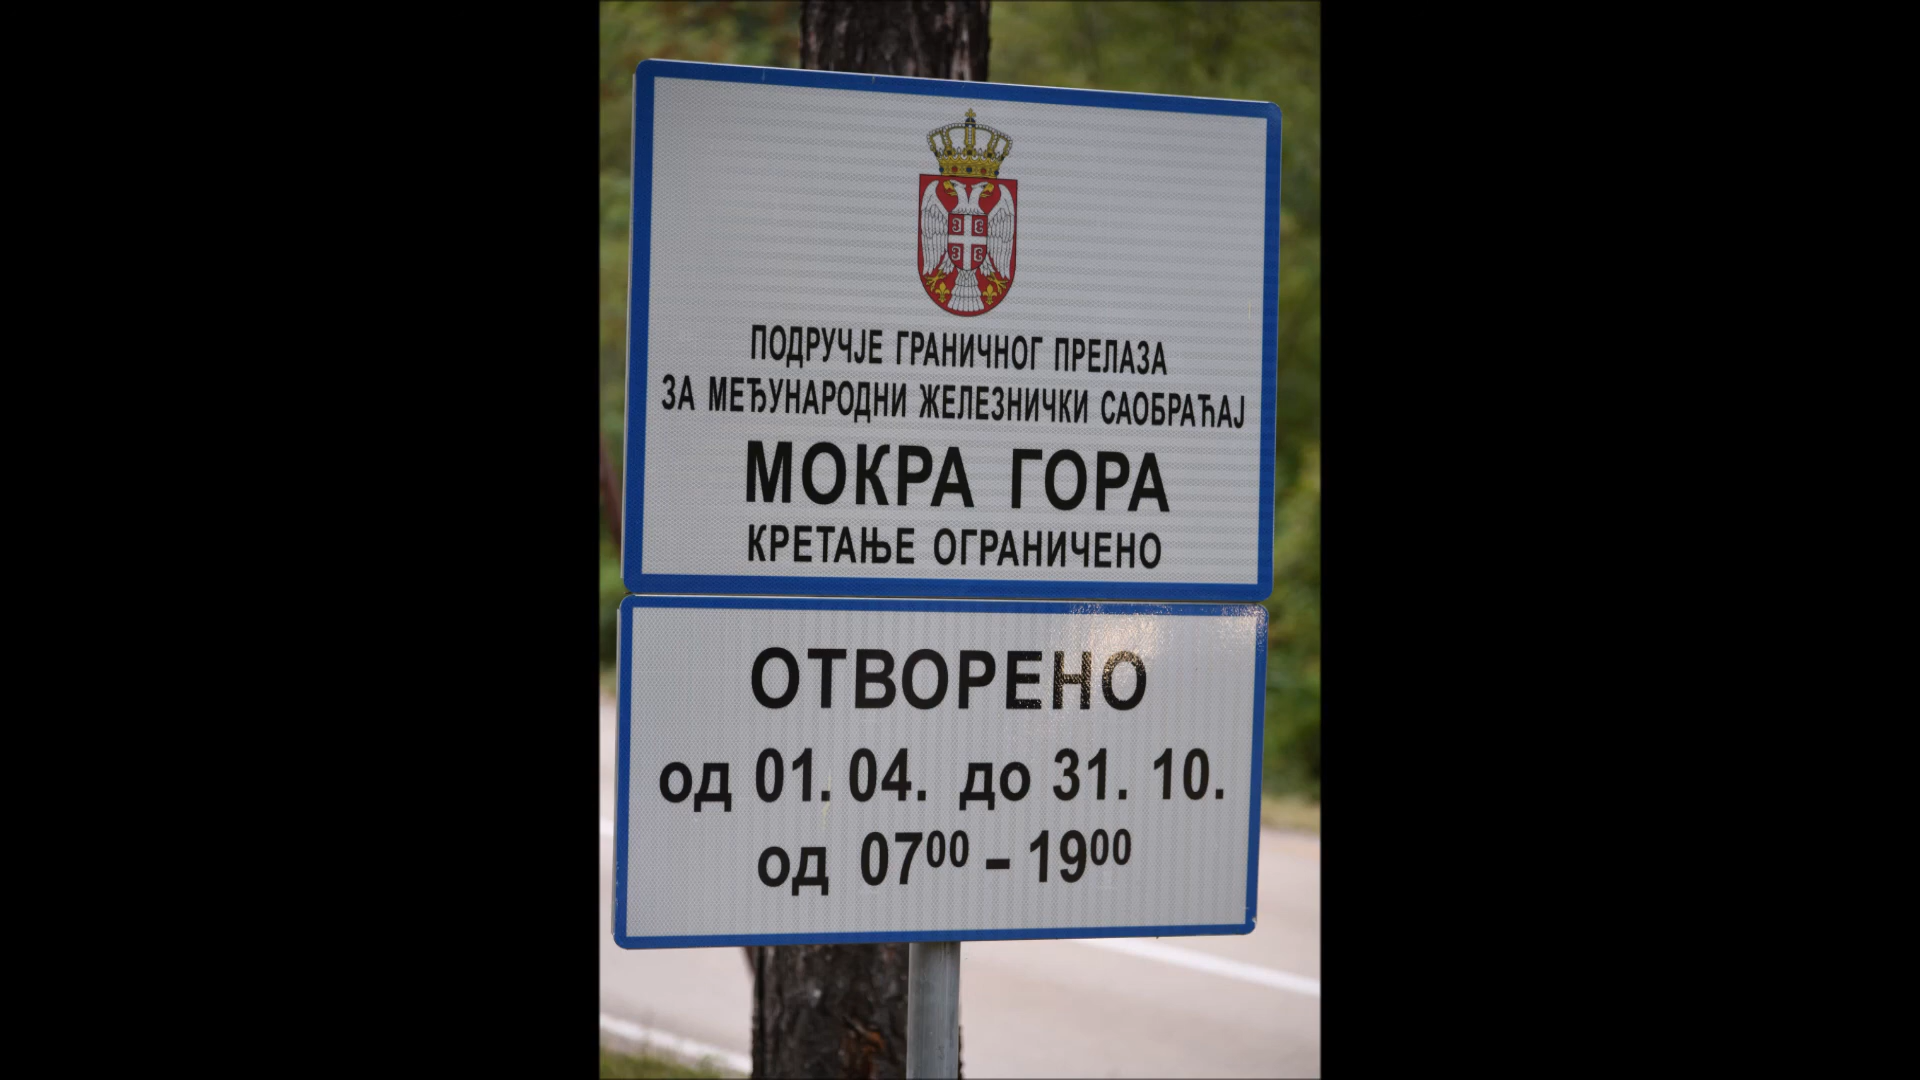 ПОДРУЧЈЕ ГРАНИЧНОГ ПРЕЛАЗА
ЗА МЕЂУНАРОДНИ ЖЕЛЕЗНИЧКИ САОБРАЋАЈ
МОКРА ГОРА
КРЕТАЊЕ ОГРАНИЧЕНО
ОТВОРЕНО
од 01. 04. до 31. 10.
од 07⁰⁰ - 19⁰⁰